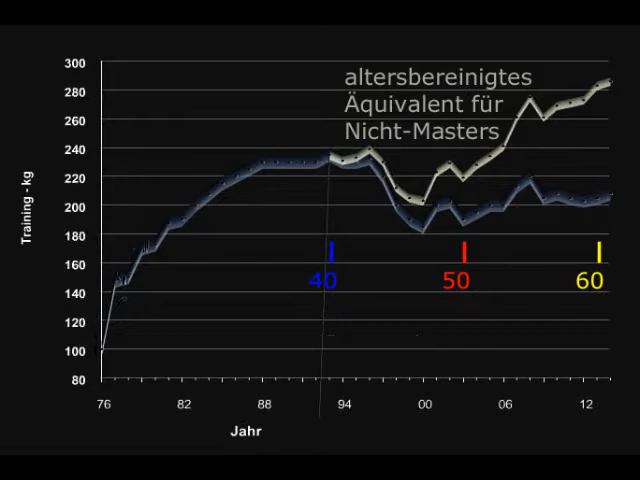 300
altersbereinigtes
280
Äquivalent für
260
Nicht-Masters
240
220
Training - kg
200
180
160
40 50 60
140
120
100
80
76 82 88 94 00 06 12
Jahr